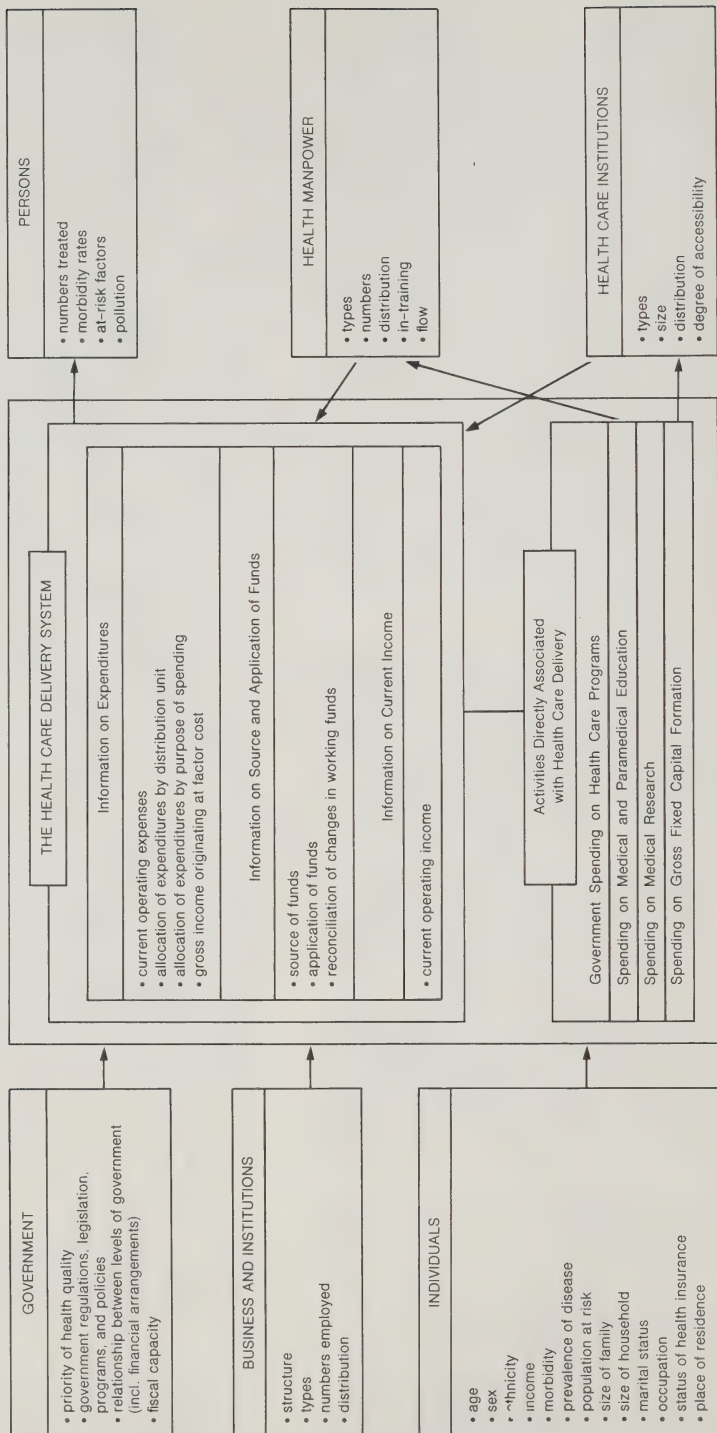 GOVERNMENT
• priority of health quality
• government regulations, legislation,
programs, and policies
• relationship between levels of government
(incl. financial arrangements)
• fiscal capacity
BUSINESS AND INSTITUTIONS
• structure
• types
• numbers employed
• distribution
INDIVIDUALS
• age
• sex
• ethnicity
• income
• morbidity
• prevalence of disease
• population at risk
• size of family
• size of household
• marital status
• occupation
• status of health insurance
• place of residence
THE HEALTH CARE DELIVERY SYSTEM
Information on Expenditures
• current operating expenses
• allocation of expenditures by distribution unit
• allocation of expenditures by purpose of spending
• gross income originating at factor cost
Information on Source and Application of Funds
• source of funds
• application of funds
• reconciliation of changes in working funds
Information on Current Income
• current operating income
Activities Directly Associated
with Health Care Delivery
Government Spending on Health Care Programs
Spending on Medical and Paramedical Education
Spending on Medical Research
Spending on Gross Fixed Capital Formation
PERSONS
• numbers treated
• morbidity rates
• at-risk factors
• pollution
HEALTH MANPOWER
• types
• numbers
• distribution
• in-training
• flow
HEALTH CARE INSTITUTIONS
• types
• size
• distribution
• degree of accessibility